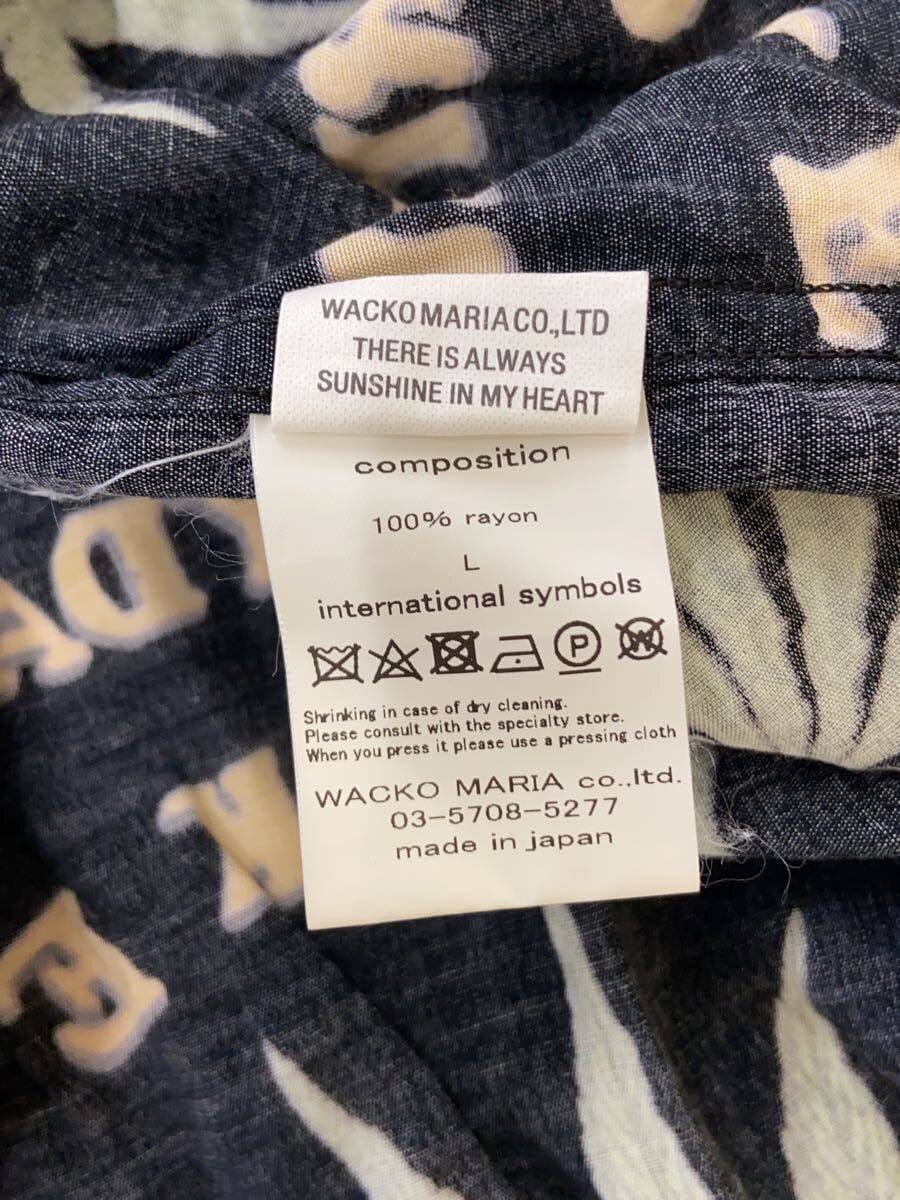 WACKO MARIA CO.,LTD
THERE IS ALWAYS
SUNSHINE IN MY HEART
composition
100% rayon
L
international symbols
P W
Shrinking in case of dry cleaning.
Please consult with the specialty store.
When you press it please use a pressing cloth
WACKO MARIA co.,ltd.
03-5708-5277
made in japan